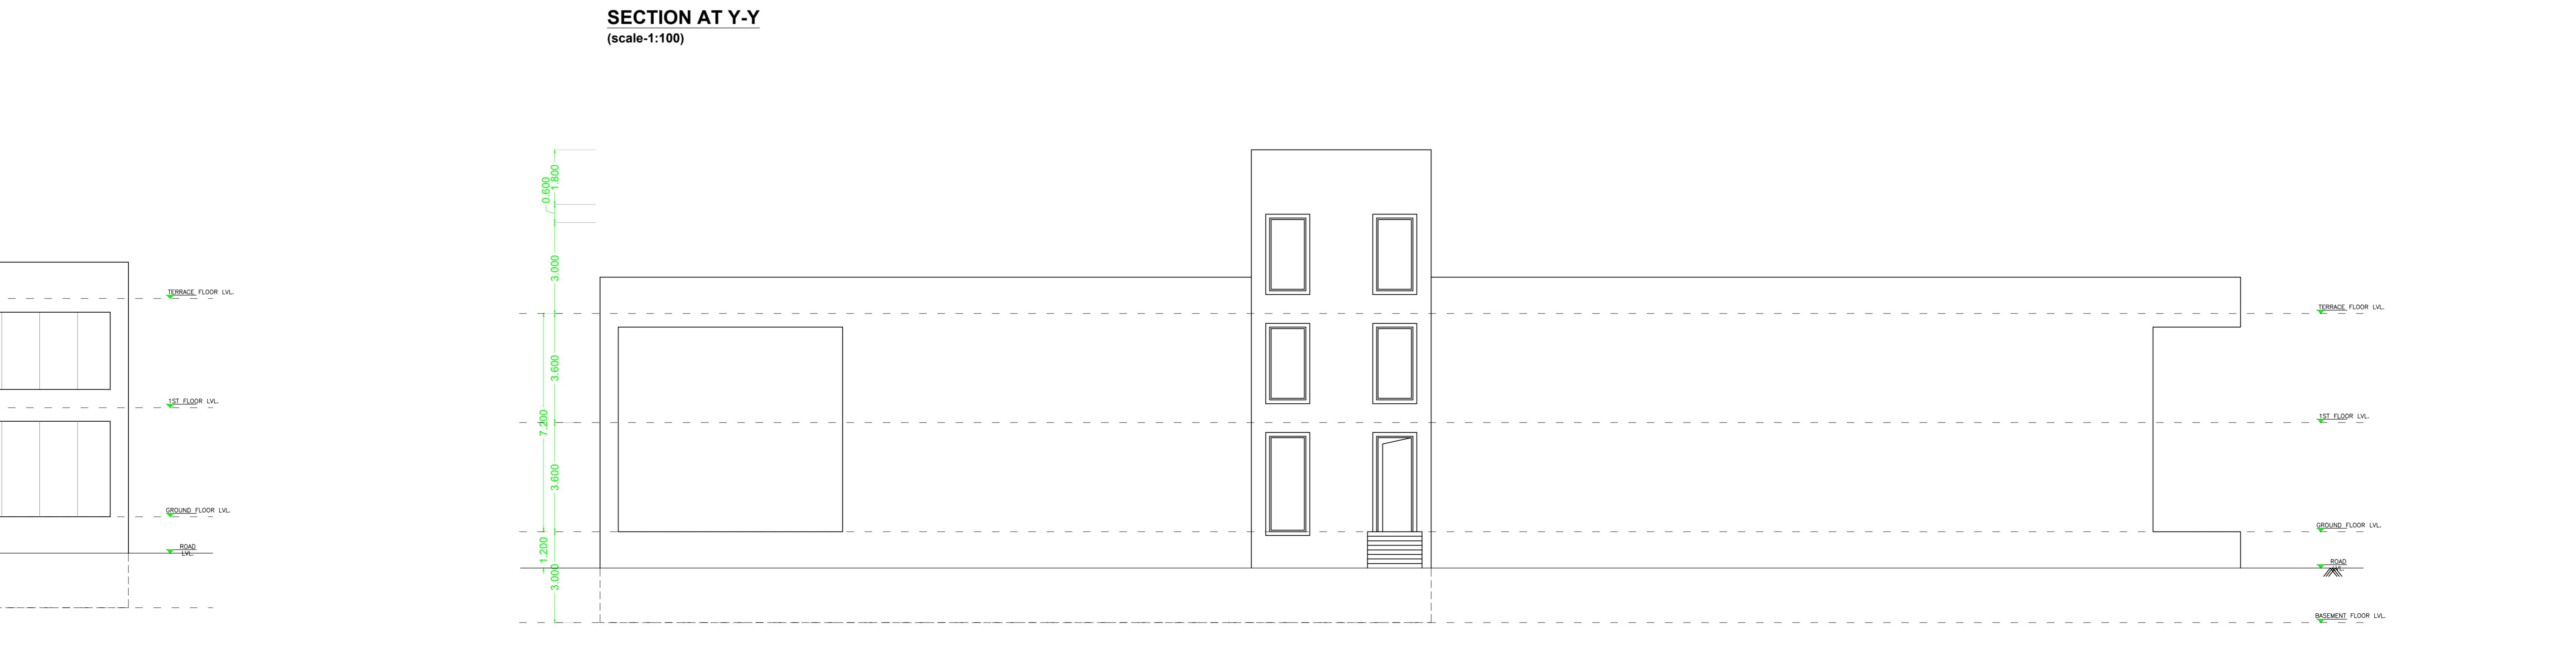 SECTION AT Y-Y
(scale-1:100)
1.800
0.600
3.000
3.600
7.200
3.600
1.200
3.000
TERRACE FLOOR LVL.
1ST FLOOR LVL.
GROUND FLOOR LVL.
ROAD
LVL.
TERRACE FLOOR LVL.
1ST FLOOR LVL.
GROUND FLOOR LVL.
ROAD
BASEMENT FLOOR LVL.